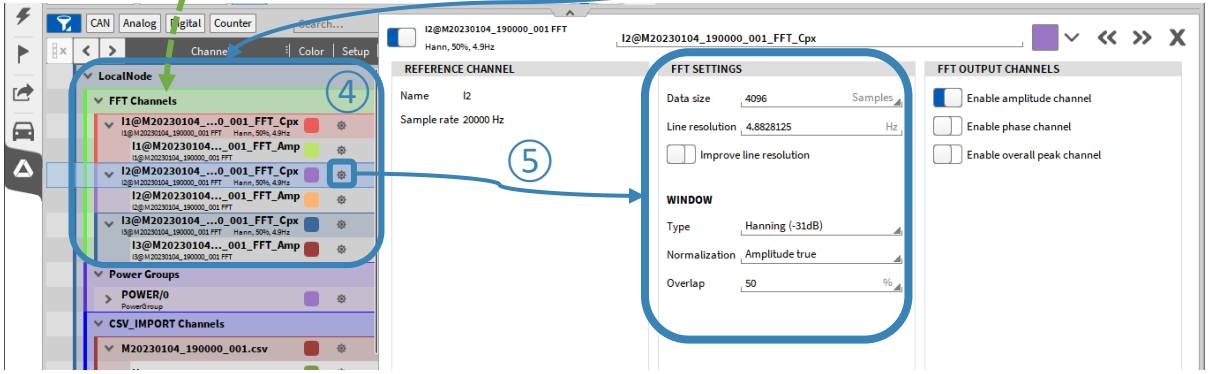 CAN Analog Digital Counter Search...
Channel Color Setup
LocalNode
FFT Channels
I1@M20230104_...0_001_FFT_Cpx
I1@M20230104_190000_001 FFT Hann, 50%, 4.9Hz
I1@M20230104..._001_FFT_Amp
I1@M20230104_190000_001 FFT
I2@M20230104_...0_001_FFT_Cpx
I2@M20230104_190000_001 FFT Hann, 50%, 4.9Hz
I2@M20230104..._001_FFT_Amp
I2@M20230104_190000_001 FFT
I3@M20230104_...0_001_FFT_Cpx
I3@M20230104_190000_001 FFT Hann, 50%, 4.9Hz
I3@M20230104..._001_FFT_Amp
I3@M20230104_190000_001 FFT
Power Groups
POWER/0
PowerGroup
CSV_IMPORT Channels
M20230104_190000_001.csv
④
⑤
I2@M20230104_190000_001 FFT
Hann, 50%, 4.9Hz
I2@M20230104_190000_001_FFT_Cpx
X
REFERENCE CHANNEL
Name I2
Sample rate 20000 Hz
FFT SETTINGS
Data size 4096 Samples
Line resolution 4.8828125 Hz
Improve line resolution
WINDOW
Type Hanning (-31dB)
Normalization Amplitude true
Overlap 50 %
FFT OUTPUT CHANNELS
Enable amplitude channel
Enable phase channel
Enable overall peak channel